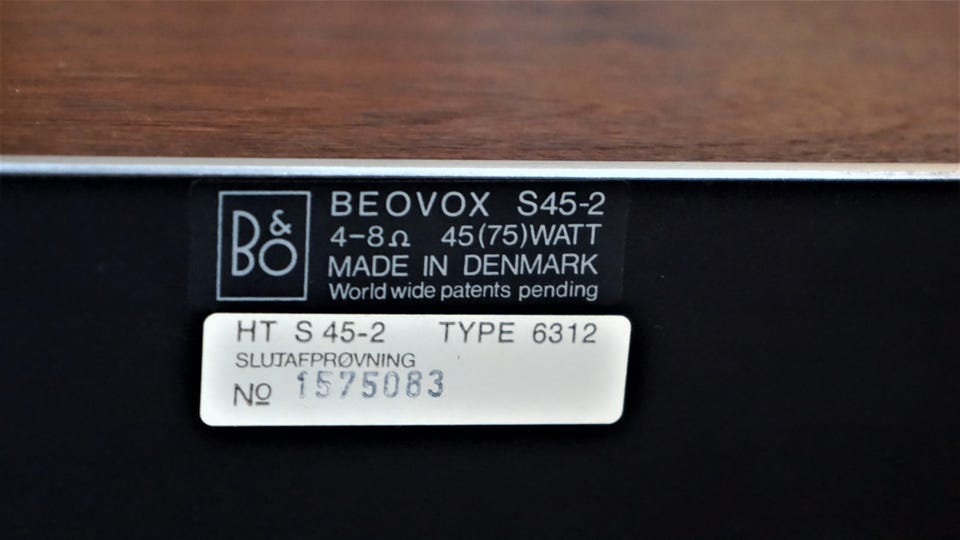 B&O
BEOVOX S45-2
4-8Ω 45(75)WATT
MADE IN DENMARK
World wide patents pending
HT S 45-2 TYPE 6312
SLUTAFPRØVNING
Nº 1575083